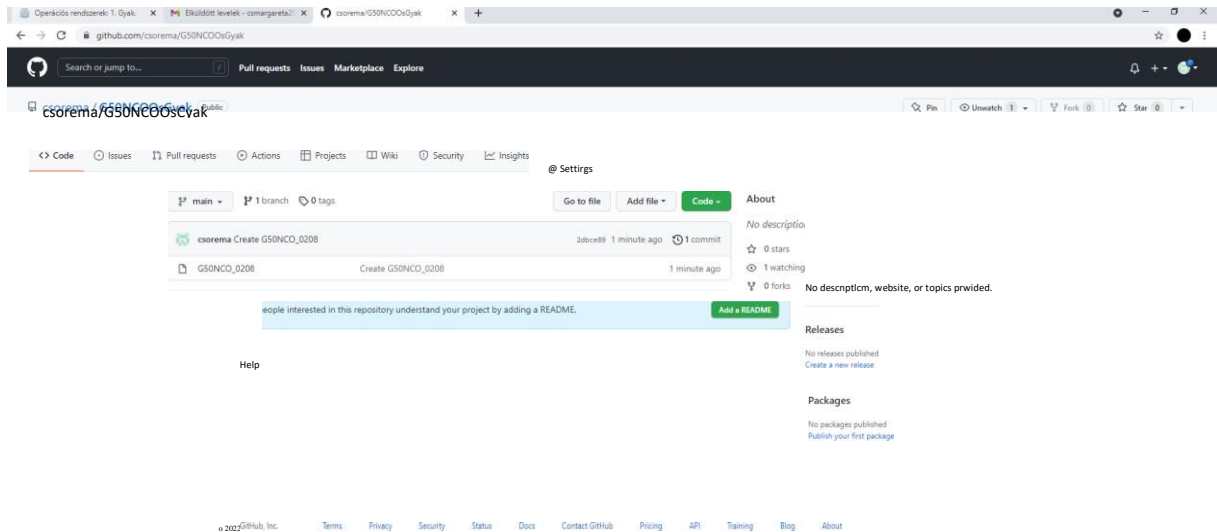 Operációs rendszerek: 1. Gyak. Elküldött levelek - csmargareta2 csorema/G50NCOOsGyak
github.com/csorema/G50NCOOsGyak
Search or jump to... / Pull requests Issues Marketplace Explore
csorema / G50NCOOsGyak Public Pin Unwatch 1 Fork 0 Star 0
csorema/G50NCOOsCvak
Code Issues Pull requests Actions Projects Wiki Security Insights
@ Settirgs
main 1 branch 0 tags Go to file Add file Code About
No description
csorema Create G50NCO_0208 2dbce89 1 minute ago 1 commit
0 stars
G50NCO_0208 Create G50NCO_0208 1 minute ago 1 watching
0 forks No descnptlcm, website, or topics prwided.
eople interested in this repository understand your project by adding a README. Add a README
Releases
No releases published
Help Create a new release
Packages
No packages published
Publish your first package
o 2022 GitHub, Inc. Terms Privacy Security Status Docs Contact GitHub Pricing API Training Blog About